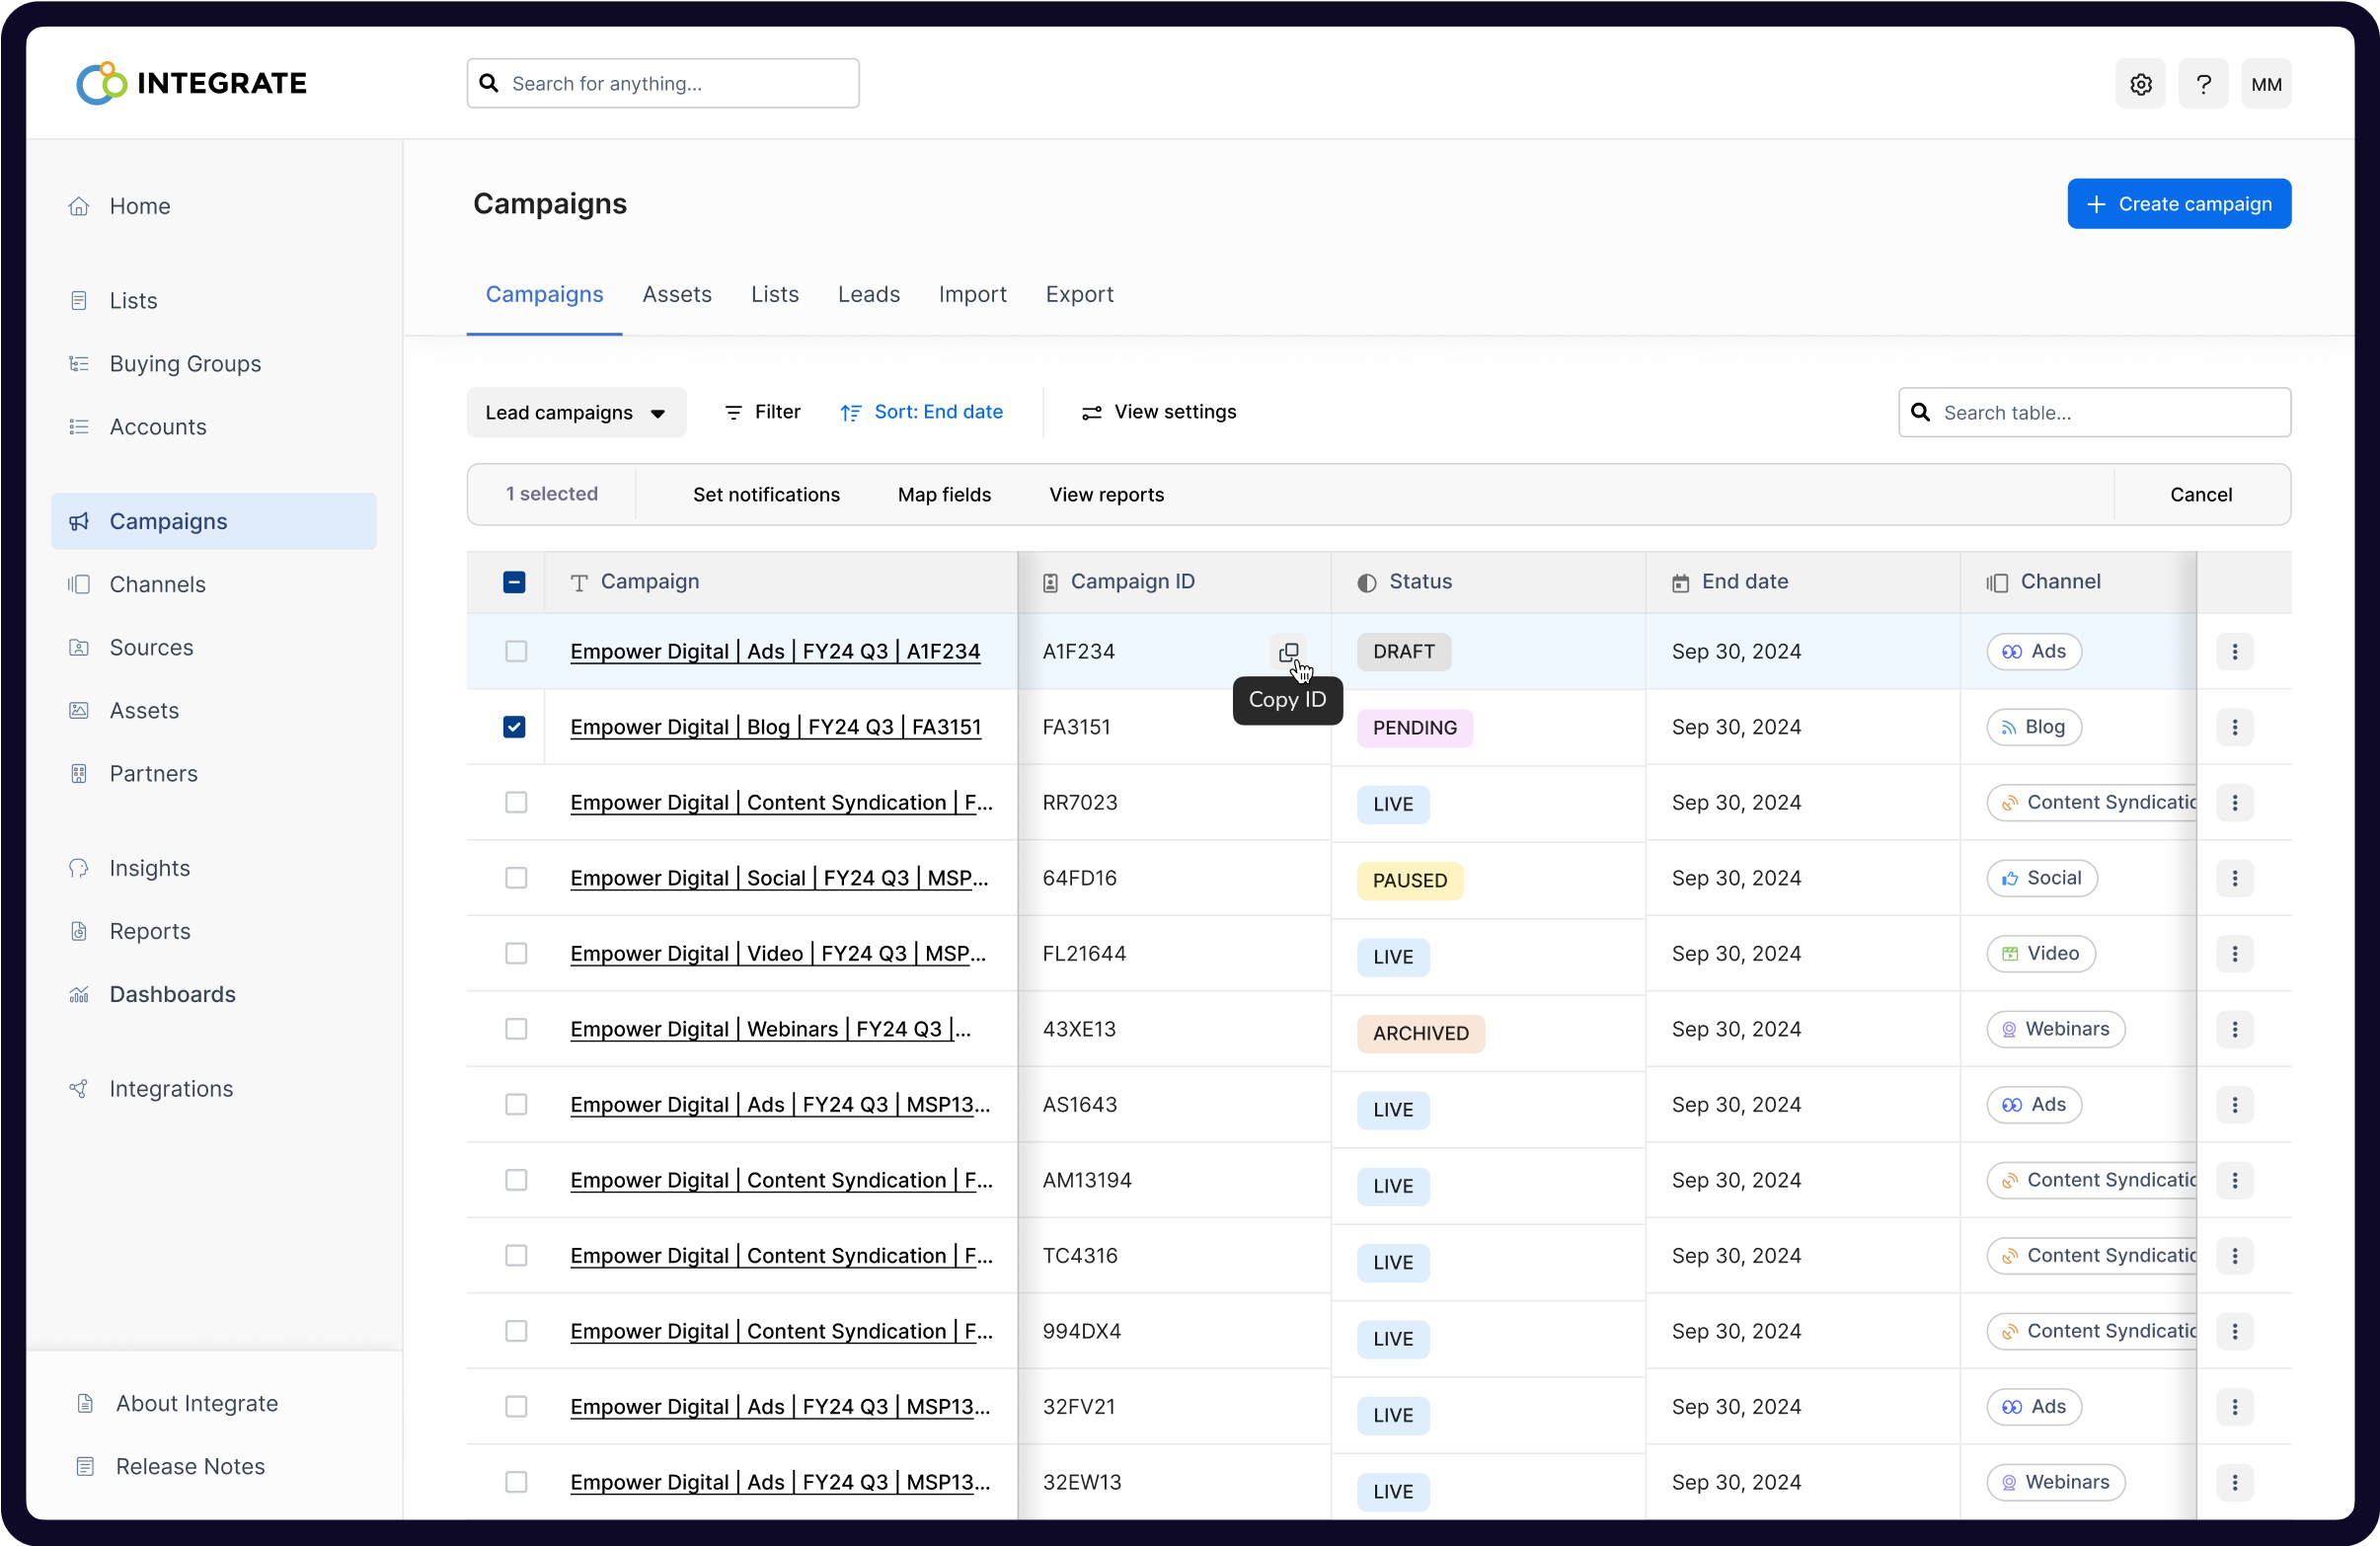 INTEGRATE
Search for anything...
?
MM
Home
Lists
Buying Groups
Accounts
Campaigns
Channels
Sources
Assets
Partners
Insights
Reports
Dashboards
Integrations
About Integrate
Release Notes
Campaigns
Create campaign
Campaigns Assets Lists Leads Import Export
Lead campaigns Filter Sort: End date View settings Search table...
1 selected Set notifications Map fields View reports Cancel
Campaign Campaign ID Status End date Channel
Empower Digital | Ads | FY24 Q3 | A1F234 A1F234 DRAFT Sep 30, 2024 Ads
Copy ID
Empower Digital | Blog | FY24 Q3 | FA3151 FA3151 PENDING Sep 30, 2024 Blog
Empower Digital | Content Syndication | F... RR7023 LIVE Sep 30, 2024 Content Syndicatio
Empower Digital | Social | FY24 Q3 | MSP... 64FD16 PAUSED Sep 30, 2024 Social
Empower Digital | Video | FY24 Q3 | MSP... FL21644 LIVE Sep 30, 2024 Video
Empower Digital | Webinars | FY24 Q3 |... 43XE13 ARCHIVED Sep 30, 2024 Webinars
Empower Digital | Ads | FY24 Q3 | MSP13... AS1643 LIVE Sep 30, 2024 Ads
Empower Digital | Content Syndication | F... AM13194 LIVE Sep 30, 2024 Content Syndicatio
Empower Digital | Content Syndication | F... TC4316 LIVE Sep 30, 2024 Content Syndicatio
Empower Digital | Content Syndication | F... 994DX4 LIVE Sep 30, 2024 Content Syndicatio
Empower Digital | Ads | FY24 Q3 | MSP13... 32FV21 LIVE Sep 30, 2024 Ads
Empower Digital | Ads | FY24 Q3 | MSP13... 32EW13 LIVE Sep 30, 2024 Webinars